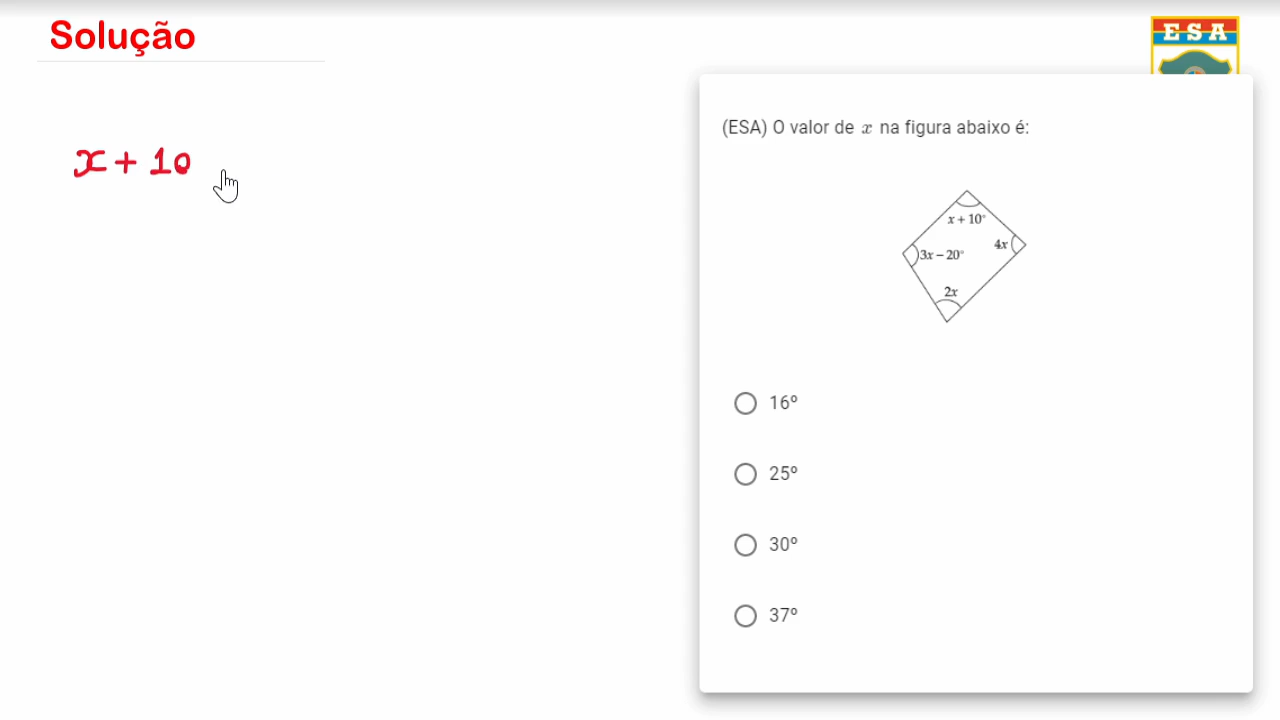 Solução
ESA
x + 10
(ESA) O valor de x na figura abaixo é:
x + 10°
4x
3x – 20°
2x
16º
25º
30º
37º